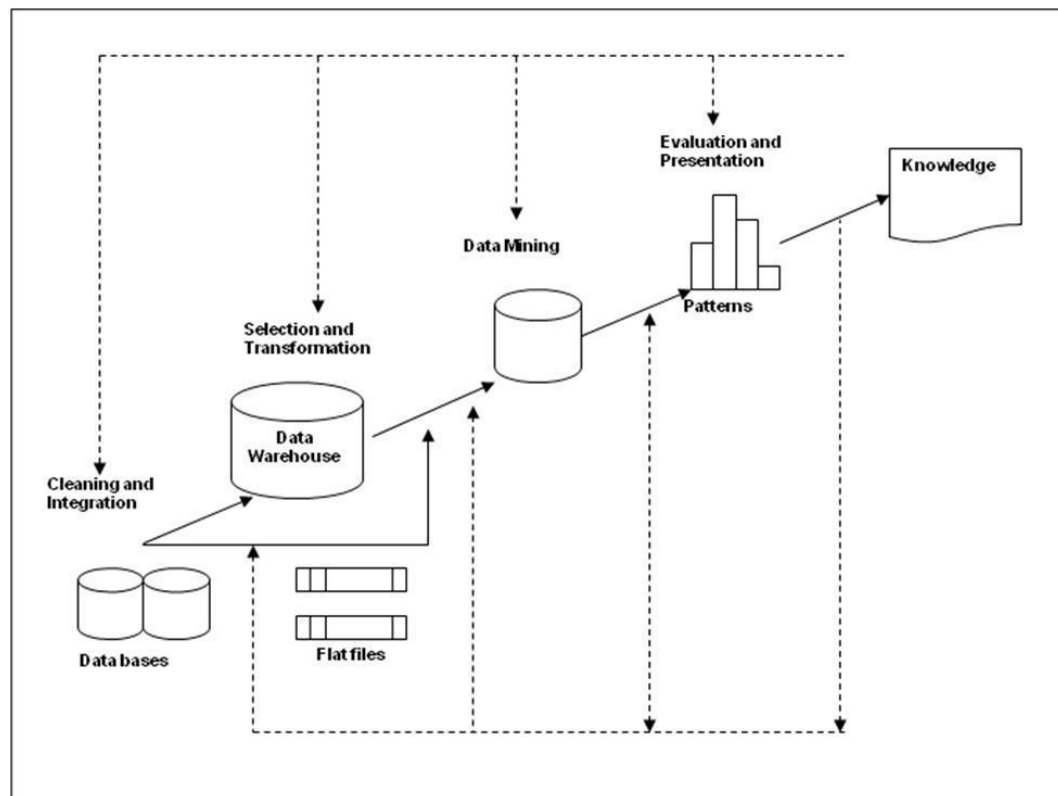 Evaluation and
Presentation
Knowledge
Data Mining
Patterns
Selection and
Transformation
Data
Warehouse
Cleaning and
Integration
Data bases
Flat files